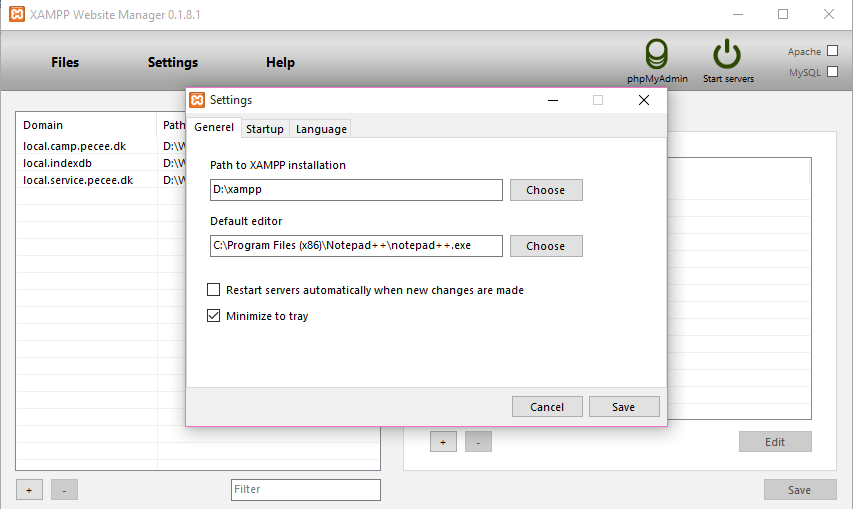 XAMPP Website Manager 0.1.8.1
Files Settings Help
phpMyAdmin
Start servers
Apache
MySQL
Domain Path
local.camp.pecee.dk D:\W
local.indexdb D:\W
local.service.pecee.dk D:\W
Settings
Generel Startup Language
Path to XAMPP installation
D:\xampp Choose
Default editor
C:\Program Files (x86)\Notepad++\notepad++.exe Choose
Restart servers automatically when new changes are made
Minimize to tray
Cancel Save
+ - Edit
+ - Filter Save